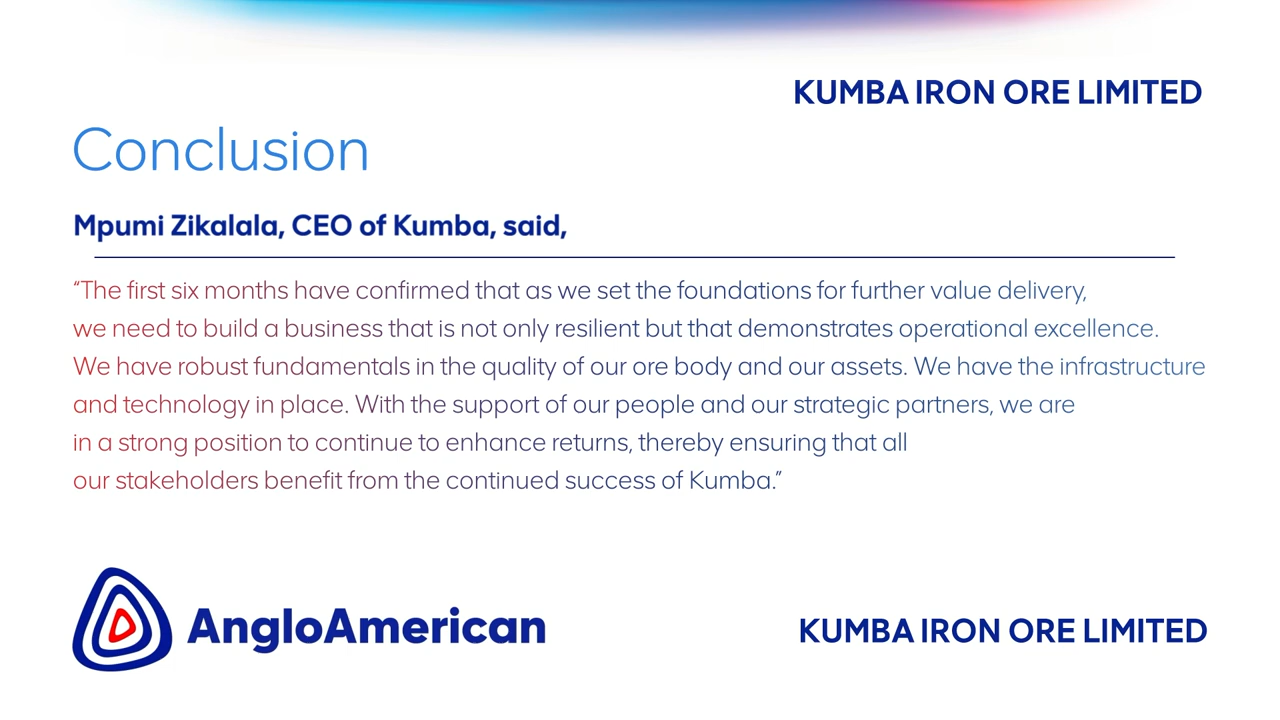 KUMBA IRON ORE LIMITED
Conclusion
Mpumi Zikalala, CEO of Kumba, said,
“The first six months have confirmed that as we set the foundations for further value delivery,
we need to build a business that is not only resilient but that demonstrates operational excellence.
We have robust fundamentals in the quality of our ore body and our assets. We have the infrastructure
and technology in place. With the support of our people and our strategic partners, we are
in a strong position to continue to enhance returns, thereby ensuring that all
our stakeholders benefit from the continued success of Kumba.”
AngloAmerican
KUMBA IRON ORE LIMITED